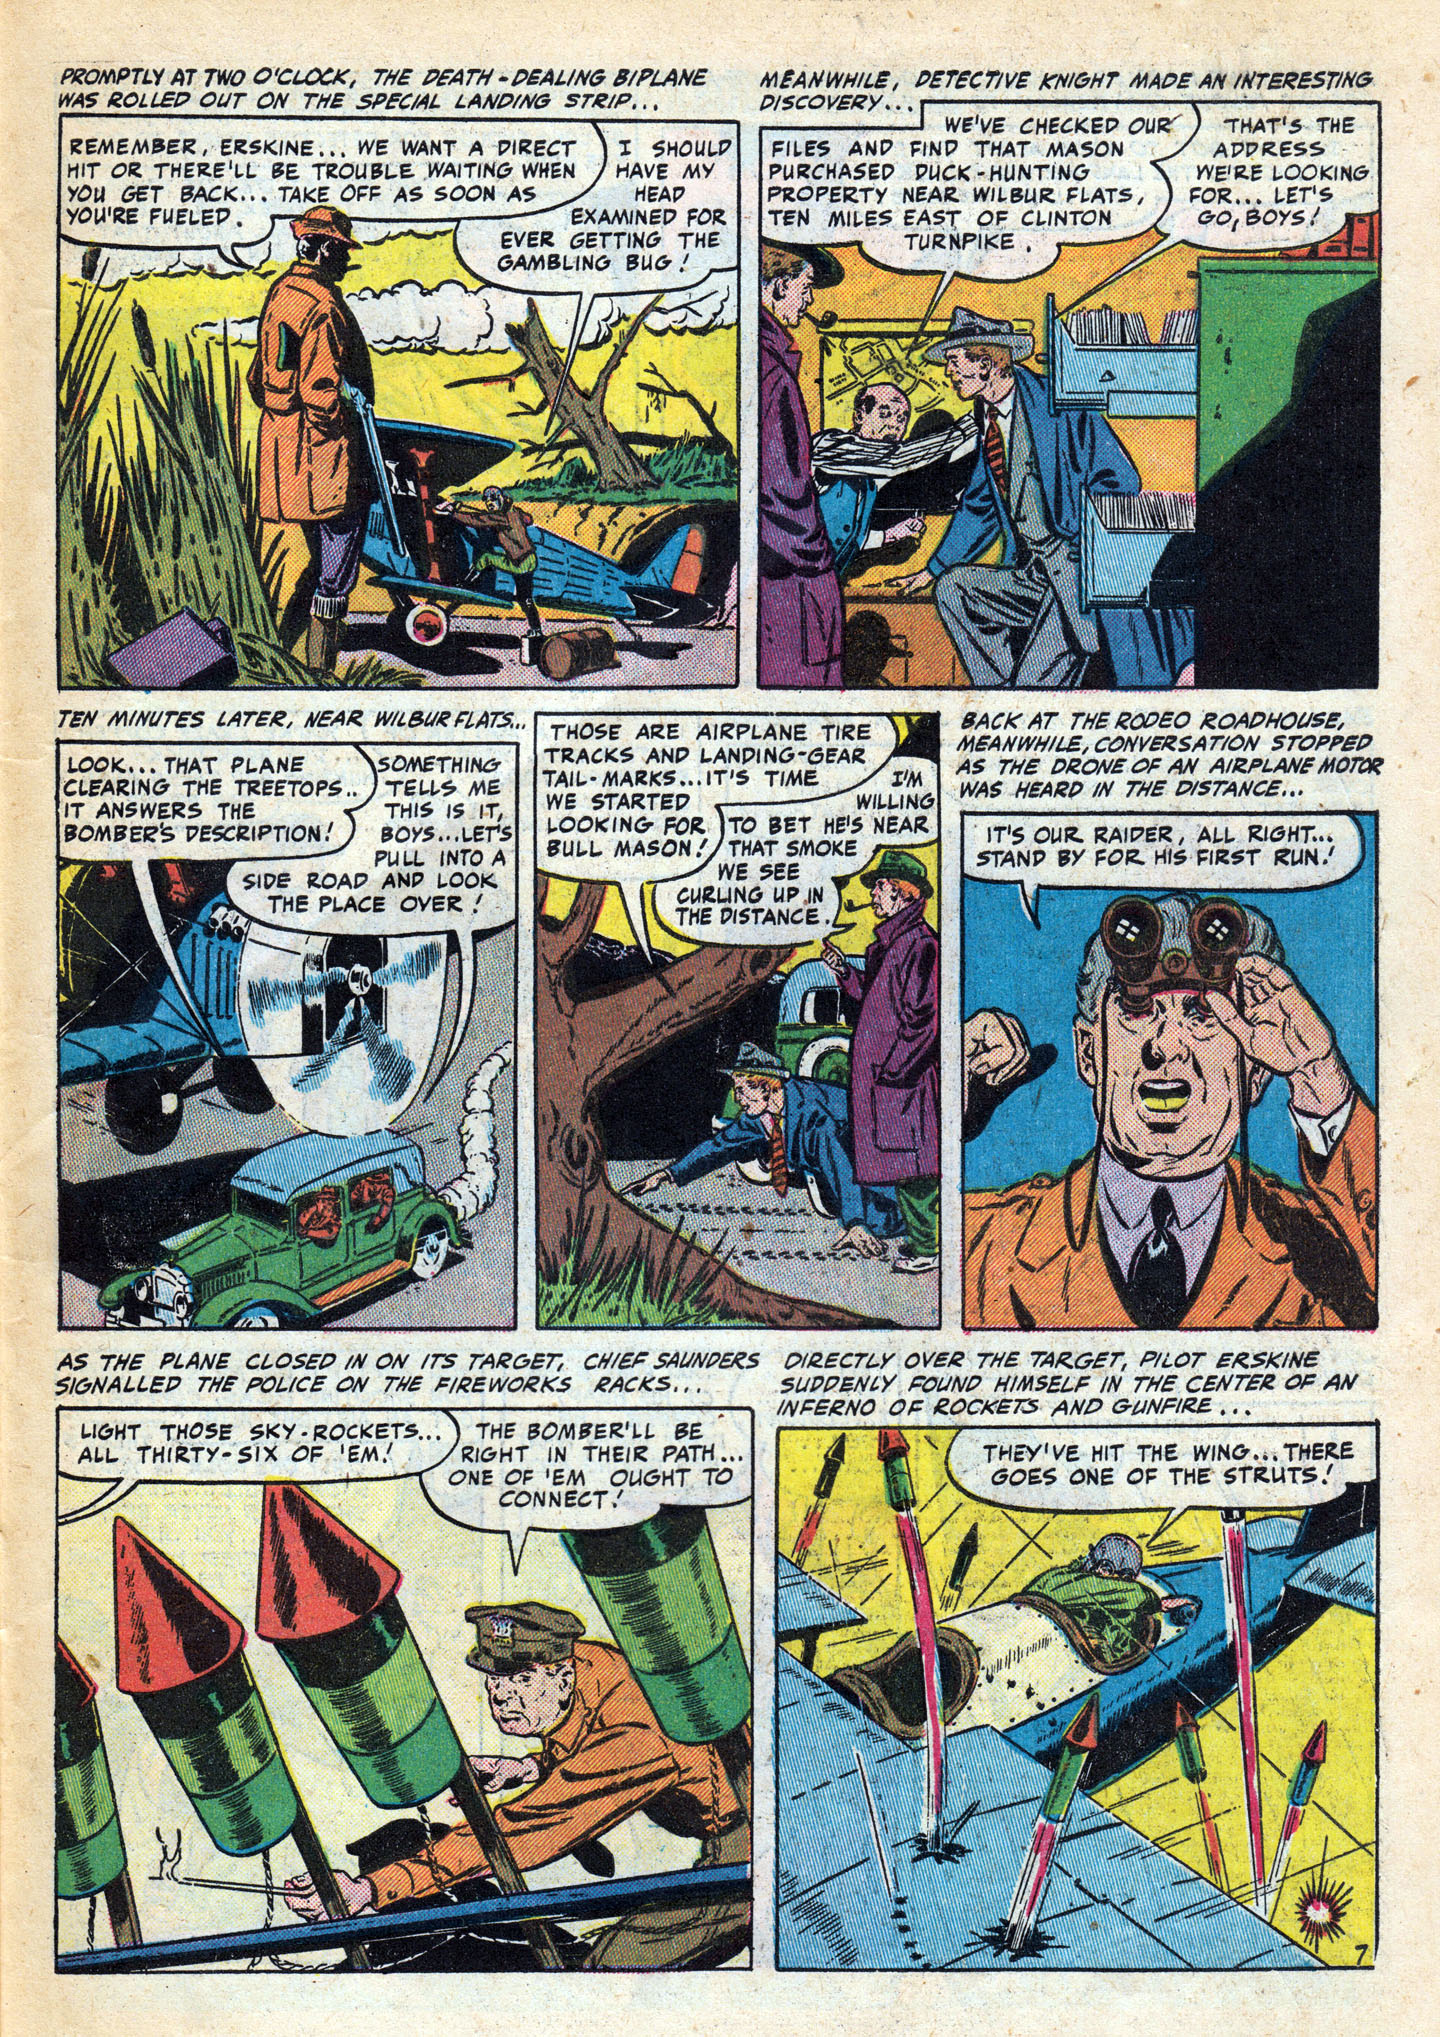 PROMPTLY AT TWO O'CLOCK, THE DEATH-DEALING BIPLANE
WAS ROLLED OUT ON THE SPECIAL LANDING STRIP...
REMEMBER, ERSKINE... WE WANT A DIRECT
HIT OR THERE'LL BE TROUBLE WAITING WHEN
YOU GET BACK... TAKE OFF AS SOON AS
YOU'RE FUELED.
I SHOULD
HAVE MY
HEAD
EXAMINED FOR
EVER GETTING THE
GAMBLING BUG!
MEANWHILE, DETECTIVE KNIGHT MADE AN INTERESTING
DISCOVERY...
WE'VE CHECKED OUR
FILES AND FIND THAT MASON
PURCHASED DUCK-HUNTING
PROPERTY NEAR WILBUR FLATS,
TEN MILES EAST OF CLINTON
TURNPIKE.
THAT'S THE
ADDRESS
WE'RE LOOKING
FOR... LET'S
GO, BOYS!
TEN MINUTES LATER, NEAR WILBUR FLATS...
LOOK... THAT PLANE
CLEARING THE TREETOPS..
IT ANSWERS THE
BOMBER'S DESCRIPTION!
SOMETHING
TELLS ME
THIS IS IT,
BOYS...LET'S
PULL INTO A
SIDE ROAD AND LOOK
THE PLACE OVER!
THOSE ARE AIRPLANE TIRE
TRACKS AND LANDING-GEAR
TAIL-MARKS...IT'S TIME
WE STARTED
LOOKING FOR
BULL MASON!
I'M
WILLING
TO BET HE'S NEAR
THAT SMOKE
WE SEE
CURLING UP IN
THE DISTANCE.
BACK AT THE RODEO ROADHOUSE,
MEANWHILE, CONVERSATION STOPPED
AS THE DRONE OF AN AIRPLANE MOTOR
WAS HEARD IN THE DISTANCE...
IT'S OUR RAIDER, ALL RIGHT...
STAND BY FOR HIS FIRST RUN!
AS THE PLANE CLOSED IN ON ITS TARGET, CHIEF SAUNDERS
SIGNALLED THE POLICE ON THE FIREWORKS RACKS...
LIGHT THOSE SKY-ROCKETS...
ALL THIRTY-SIX OF 'EM!
THE BOMBER'LL BE
RIGHT IN THEIR PATH...
ONE OF 'EM OUGHT TO
CONNECT!
DIRECTLY OVER THE TARGET, PILOT ERSKINE
SUDDENLY FOUND HIMSELF IN THE CENTER OF AN
INFERNO OF ROCKETS AND GUNFIRE...
THEY'VE HIT THE WING...THERE
GOES ONE OF THE STRUTS!
7